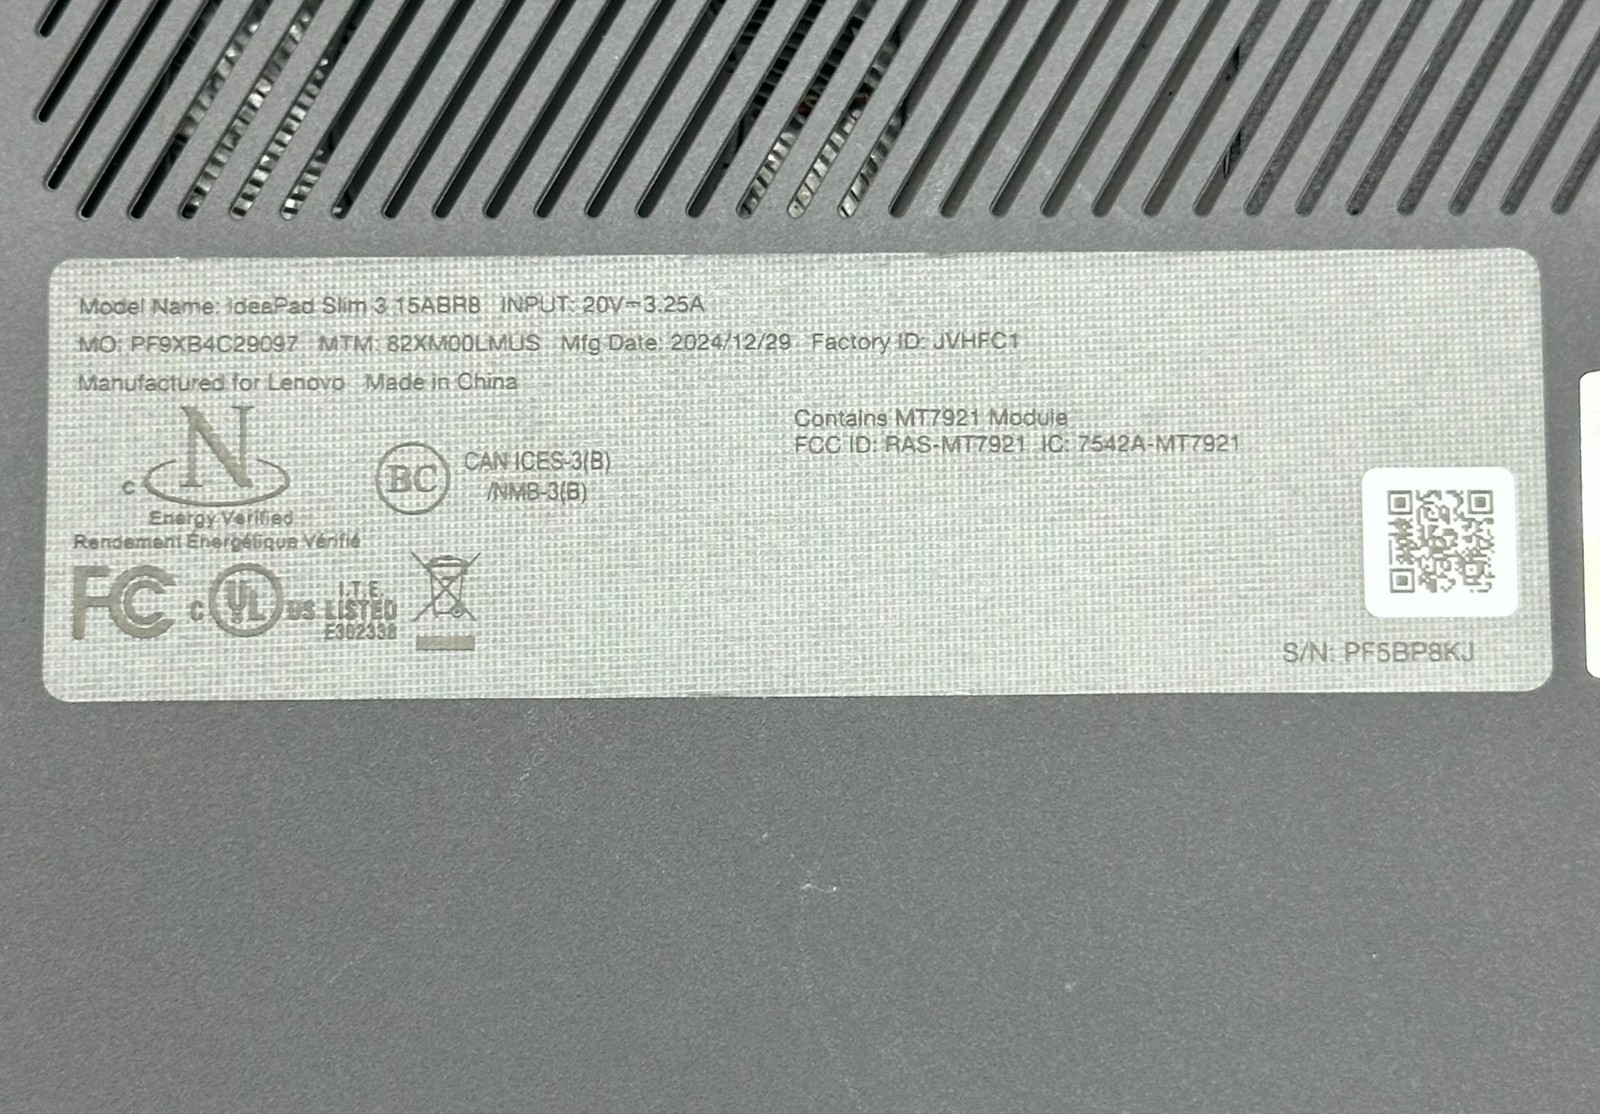 Model Name: IdeaPad Slim 3 15ABR8 INPUT: 20V⎓3.25A
MO: PF9XB4C29097 MTM: 82XM00LMUS Mfg Date: 2024/12/29 Factory ID: JVHFC1
Manufactured for Lenovo Made in China
Contains MT7921 Module
FCC ID: RAS-MT7921 IC: 7542A-MT7921
C N
Energy Verified
Rendement Énergétique Vérifié
BC CAN ICES-3(B)
/NMB-3(B)
FC c UL US I.T.E.
LISTED
E302338
S/N: PF5BP8KJ